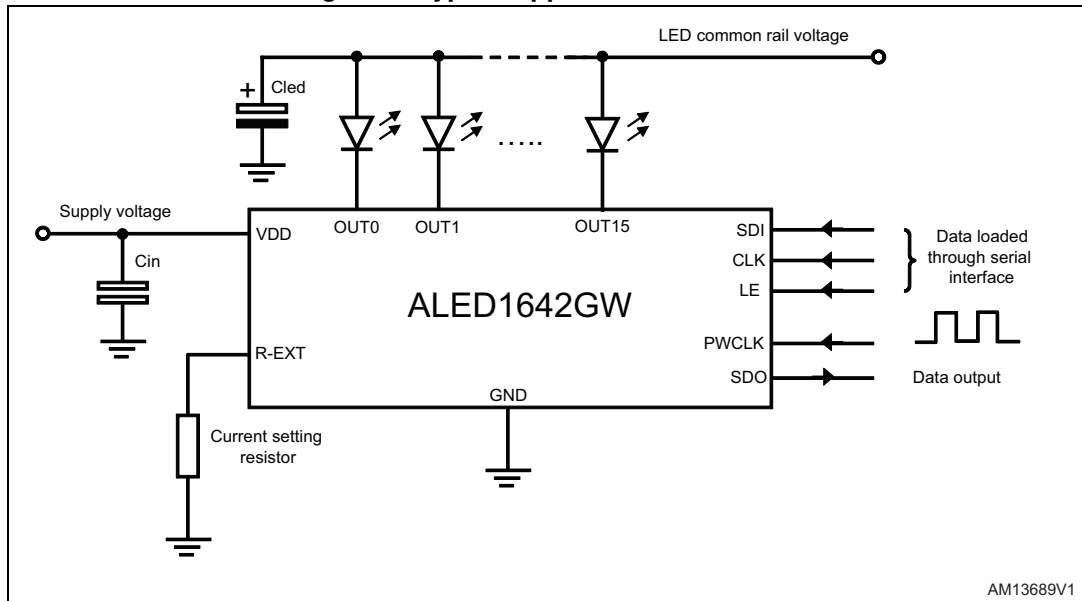 LED common rail voltage
+
Cled
.....
Supply voltage
VDD
OUT0
OUT1
OUT15
SDI
CLK
LE
Data loaded
through serial
interface
Cin
ALED1642GW
R-EXT
PWCLK
SDO
Data output
GND
Current setting
resistor
AM13689V1